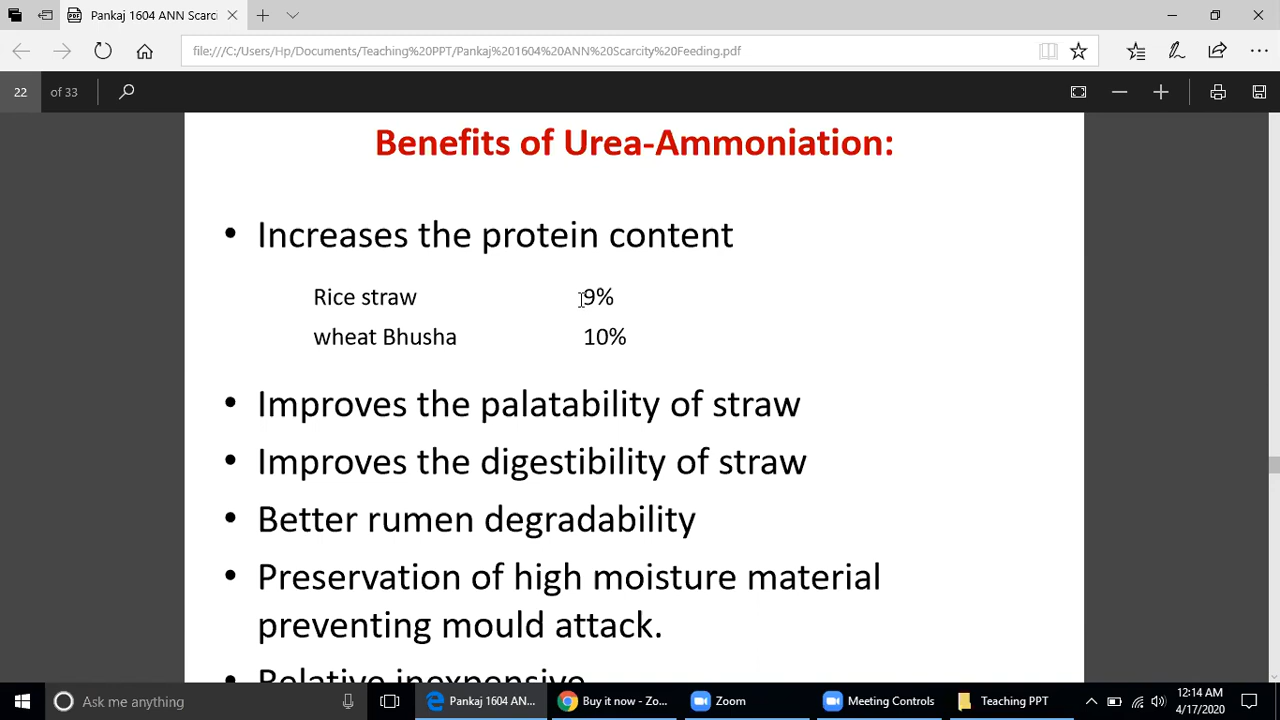 Pankaj 1604 ANN Scarci
file:///C:/Users/Hp/Documents/Teaching%20PPT/Pankaj%201604%20ANN%20Scarcity%20Feeding.pdf
22 of 33
Benefits of Urea-Ammoniation:
• Increases the protein content
Rice straw 9%
wheat Bhusha 10%
• Improves the palatability of straw
• Improves the digestibility of straw
• Better rumen degradability
• Preservation of high moisture material
preventing mould attack.
• Relative inexpensive
Ask me anything
Pankaj 1604 AN...
Buy it now - Zo...
Zoom
Meeting Controls
Teaching PPT
12:14 AM
4/17/2020